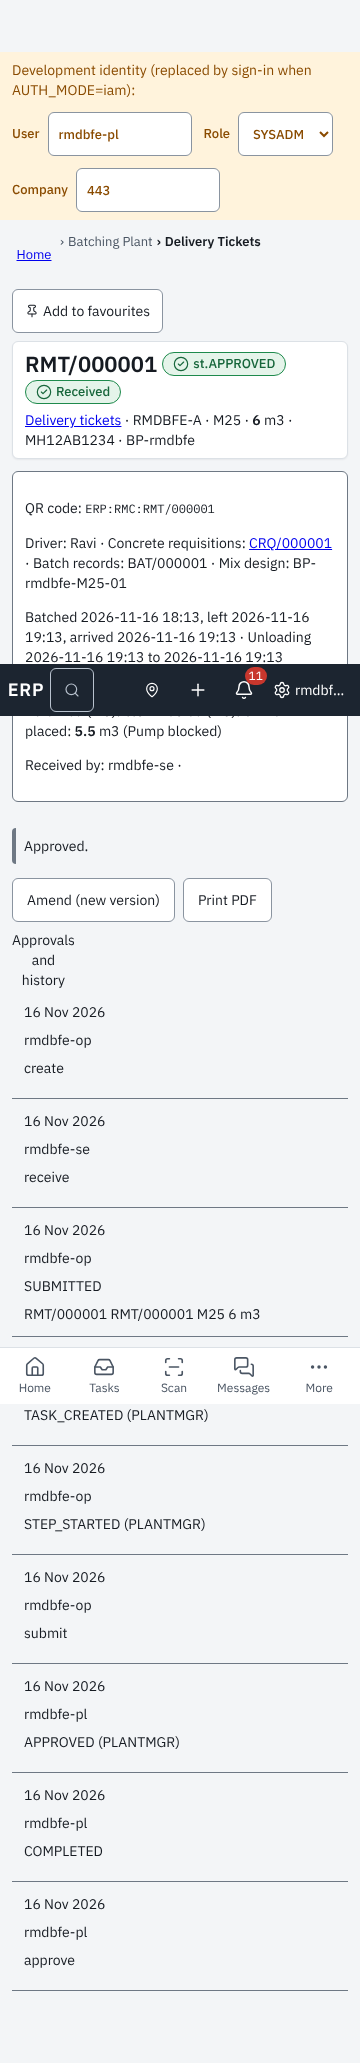 Development identity (replaced by sign-in when
AUTH_MODE=iam):
User rmdbfe-pl Role SYSADM
Company 443
Home › Batching Plant › Delivery Tickets
Add to favourites
RMT/000001 st.APPROVED
Received
Delivery tickets · RMDBFE-A · M25 · 6 m3 ·
MH12AB1234 · BP-rmdbfe
QR code: ERP:RMC:RMT/000001
Driver: Ravi · Concrete requisitions: CRQ/000001
· Batch records: BAT/000001 · Mix design: BP-
rmdbfe-M25-01
Batched 2026-11-16 18:13, left 2026-11-16
19:13, arrived 2026-11-16 19:13 · Unloading
2026-11-16 19:13 to 2026-11-16 19:13
ERP 11 rmdbf...
placed: 5.5 m3 (Pump blocked)
Received by: rmdbfe-se ·
Approved.
Amend (new version) Print PDF
Approvals
and
history
16 Nov 2026
rmdbfe-op
create
16 Nov 2026
rmdbfe-se
receive
16 Nov 2026
rmdbfe-op
SUBMITTED
RMT/000001 RMT/000001 M25 6 m3
Home Tasks Scan Messages More
TASK_CREATED (PLANTMGR)
16 Nov 2026
rmdbfe-op
STEP_STARTED (PLANTMGR)
16 Nov 2026
rmdbfe-op
submit
16 Nov 2026
rmdbfe-pl
APPROVED (PLANTMGR)
16 Nov 2026
rmdbfe-pl
COMPLETED
16 Nov 2026
rmdbfe-pl
approve